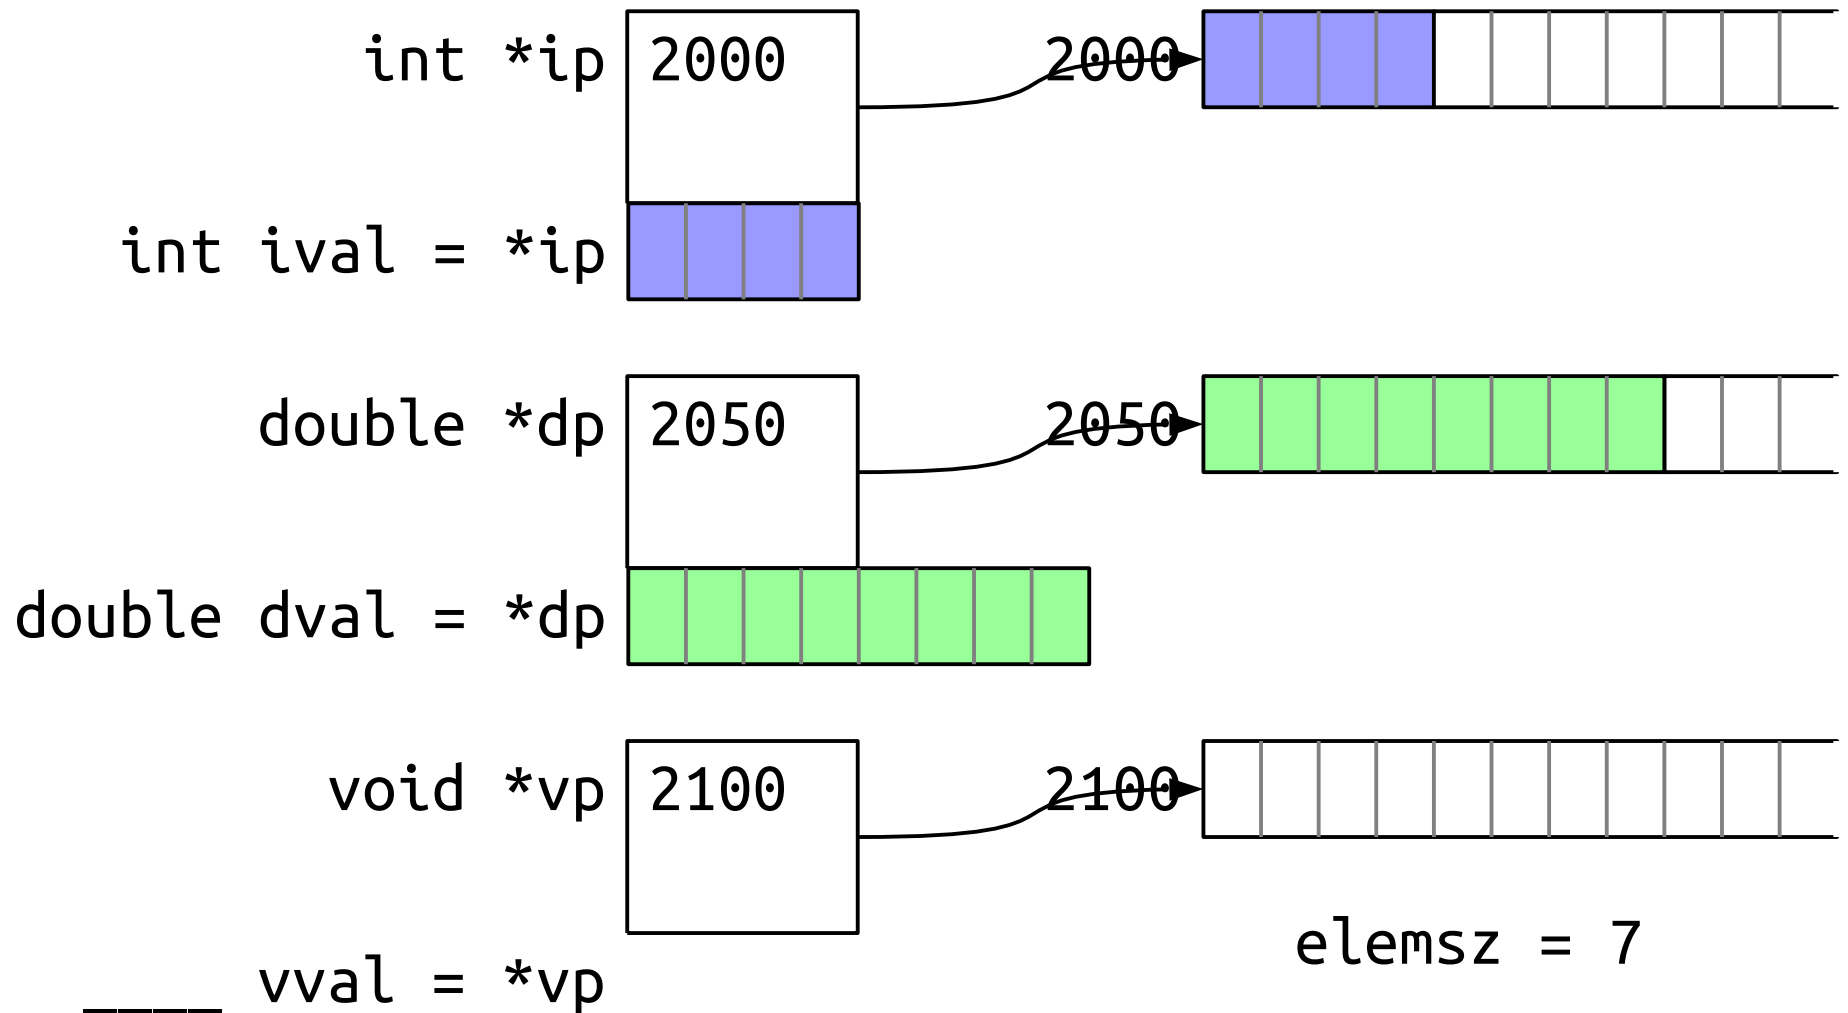 int *ip 2000 2000
int ival = *ip
double *dp 2050 2050
double dval = *dp
void *vp 2100 2100
elemsz = 7
____ vval = *vp